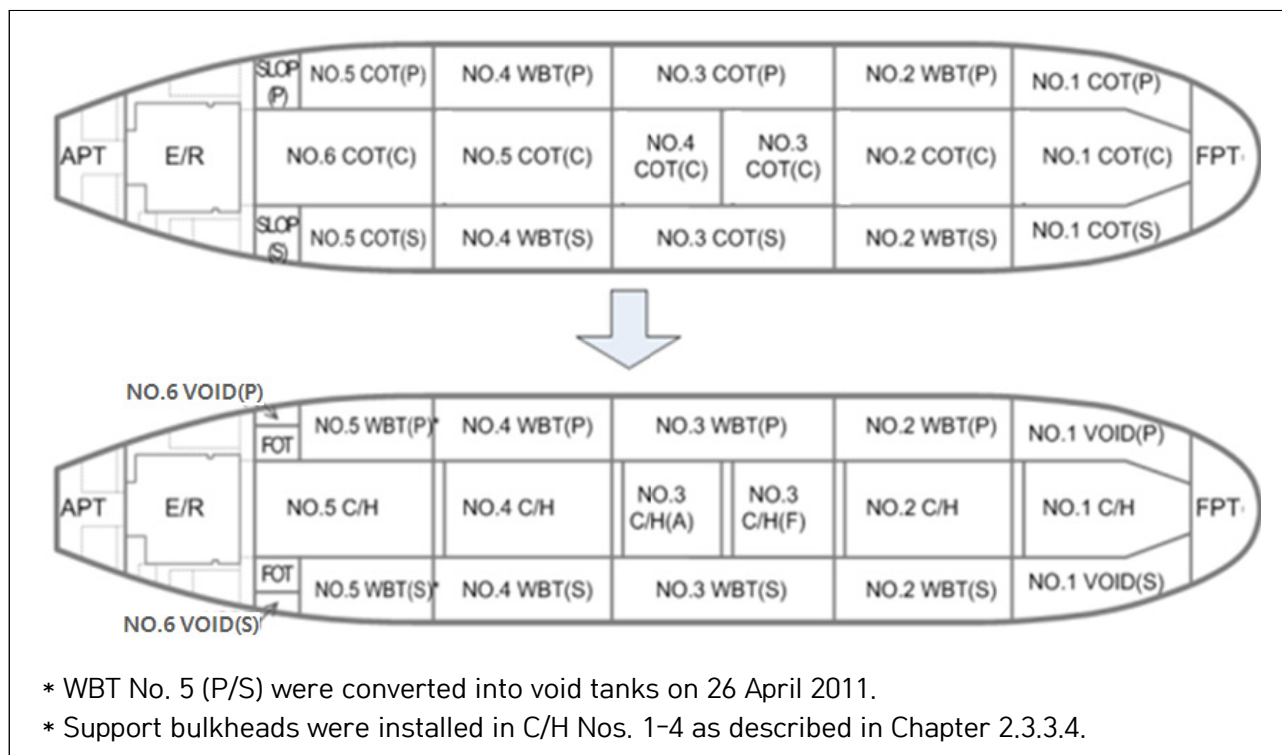 SLOP
(P)
NO.5 COT(P)
NO.4 WBT(P)
NO.3 COT(P)
NO.2 WBT(P)
NO.1 COT(P)
APT
E/R
NO.6 COT(C)
NO.5 COT(C)
NO.4
COT(C)
NO.3
COT(C)
NO.2 COT(C)
NO.1 COT(C)
FPT
SLOP
(S)
NO.5 COT(S)
NO.4 WBT(S)
NO.3 COT(S)
NO.2 WBT(S)
NO.1 COT(S)
NO.6 VOID(P)
FOT
NO.5 WBT(P)*
NO.4 WBT(P)
NO.3 WBT(P)
NO.2 WBT(P)
NO.1 VOID(P)
APT
E/R
NO.5 C/H
NO.4 C/H
NO.3
C/H(A)
NO.3
C/H(F)
NO.2 C/H
NO.1 C/H
FPT
FOT
NO.5 WBT(S)*
NO.4 WBT(S)
NO.3 WBT(S)
NO.2 WBT(S)
NO.1 VOID(S)
NO.6 VOID(S)
* WBT No. 5 (P/S) were converted into void tanks on 26 April 2011.
* Support bulkheads were installed in C/H Nos. 1-4 as described in Chapter 2.3.3.4.